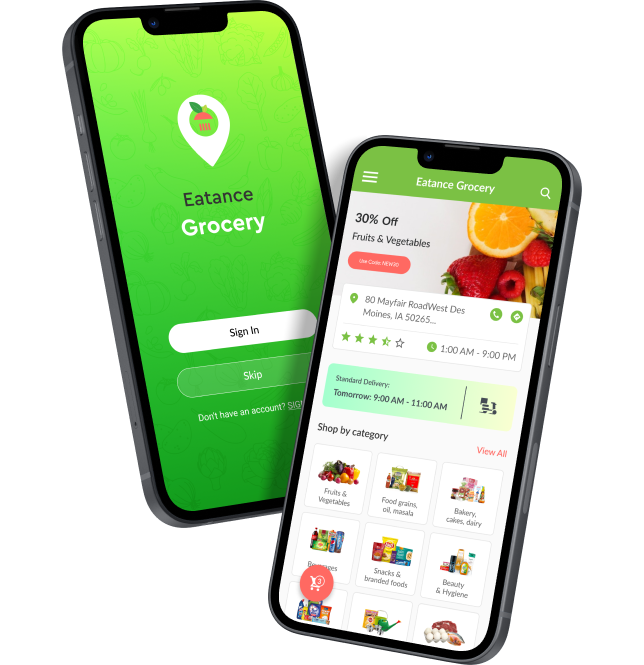 Eatance
Grocery
Sign In
Skip
Don't have an account?
Eatance Grocery
30% Off
Fruits & Vegetables
Use Code: NEW30
80 Mayfair RoadWest Des
Moines, IA 50265...
1:00 AM - 9:00 PM
Standard Delivery:
Tomorrow: 9:00 AM - 11:00 AM
Shop by category
View All
Fruits &
Vegetables
Food grains,
oil, masala
Bakery,
cakes, dairy
Snacks &
branded foods
Beauty
& Hygiene
3